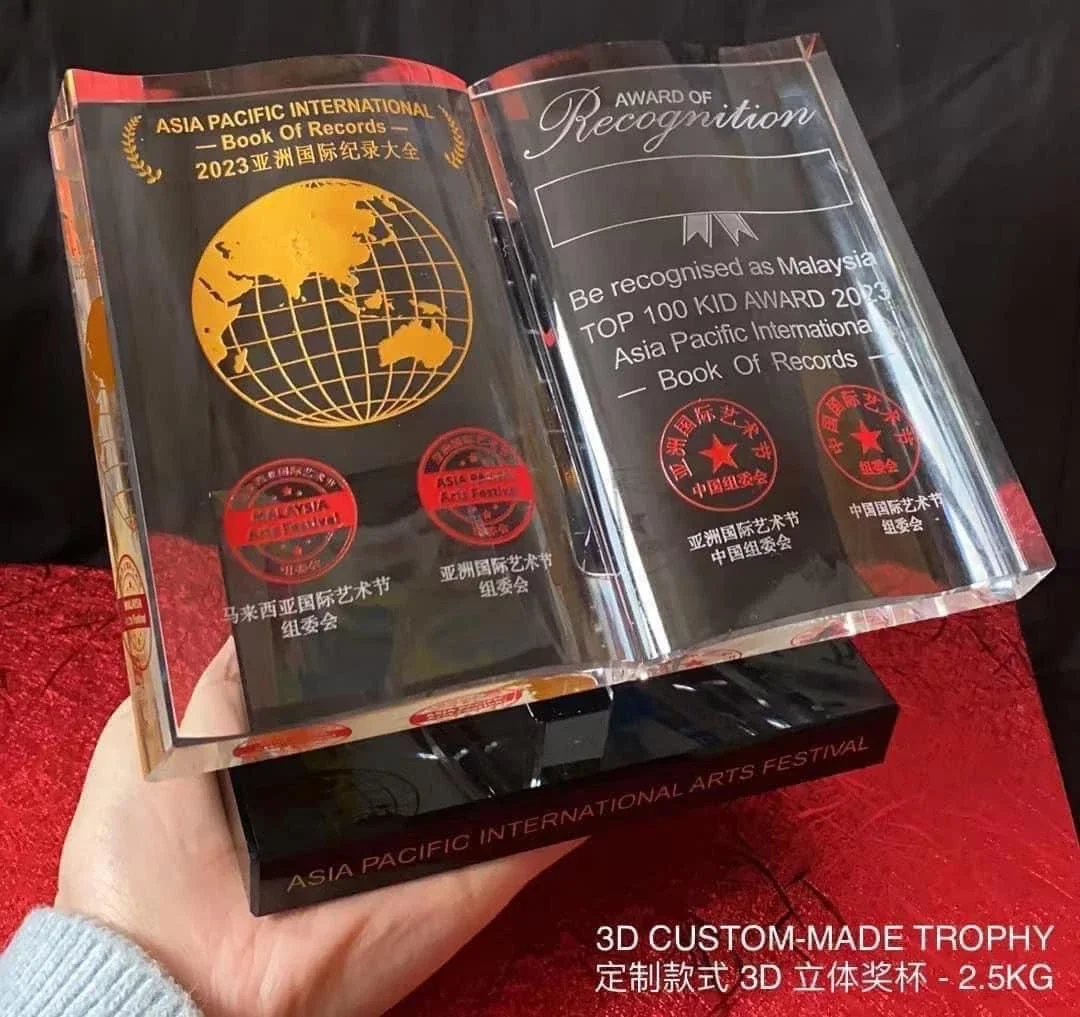 ASIA PACIFIC INTERNATIONAL
— Book Of Records —
2023亚洲国际纪录大全
MALAYSIA
Arts Festival
组委会
马来西亚国际艺术节
组委会
ASIA PACIFIC
Arts Festival
组委会
亚洲国际艺术节
组委会
AWARD OF
Recognition
Be recognised as Malaysia
TOP 100 KID AWARD 2023
Asia Pacific International
— Book Of Records —
亚洲国际艺术节
中国组委会
亚洲国际艺术节
中国组委会
中国国际艺术节
组委会
中国国际艺术节
组委会
ASIA PACIFIC INTERNATIONAL ARTS FESTIVAL
3D CUSTOM-MADE TROPHY
定制款式 3D 立体奖杯 - 2.5KG